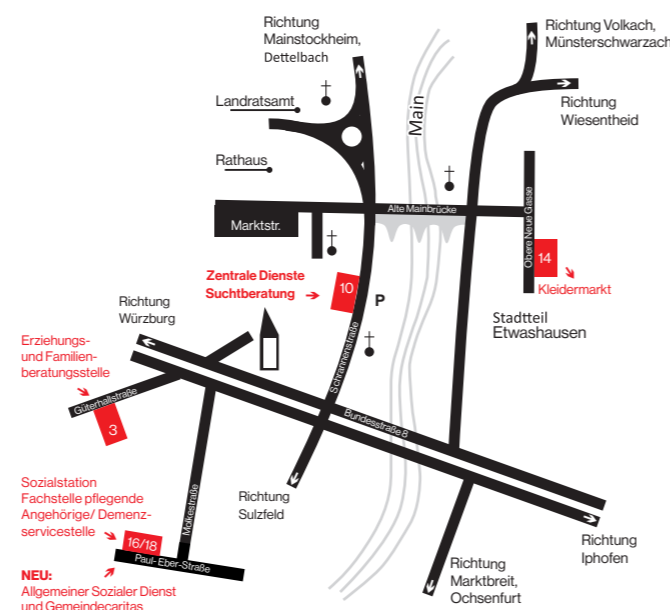 Richtung
Mainstockheim,
Dettelbach
Richtung Volkach,
Münsterschwarzach
Landratsamt
Main
Richtung
Wiesentheid
Rathaus
Alte Mainbrücke
Marktstr.
Obere Neue Gasse
14
Kleidermarkt
Zentrale Dienste
Suchtberatung
10
P
Schrannenstraße
Stadtteil
Etwashausen
Richtung
Würzburg
Erziehungs-
und Familien-
beratungsstelle
Güterhallstraße
3
Bundesstraße 8
Molkestraße
Sozialstation
Fachstelle pflegende
Angehörige/ Demenz-
servicestelle
16/18
Paul-Eber-Straße
Richtung
Sulzfeld
Richtung
Iphofen
Richtung
Marktbreit,
Ochsenfurt
NEU:
Allgemeiner Sozialer Dienst
und Gemeindecaritas